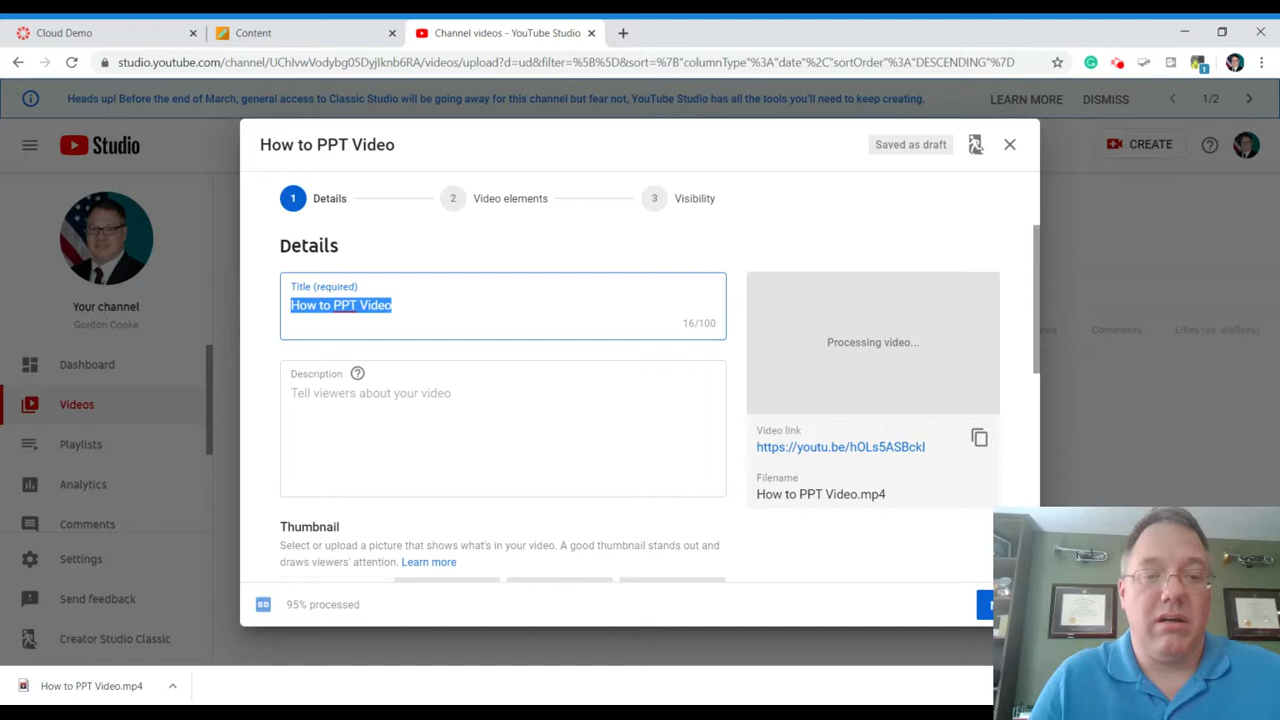 Cloud Demo
Content
Channel videos - YouTube Studio
studio.youtube.com/channel/UChlvwVodybg05DyjIknb6RA/videos/upload?d=ud&filter=%5B%5D&sort=%7B"columnType"%3A"date"%2C"sortOrder"%3A"DESCENDING"%7D
1
Heads up! Before the end of March, general access to Classic Studio will be going away for this channel but fear not, YouTube Studio has all the tools you'll need to keep creating.
LEARN MORE
DISMISS
1/2
Studio
CREATE
How to PPT Video
Saved as draft
1 Details
2 Video elements
3 Visibility
Details
Title (required)
How to PPT Video
16/100
Description
Tell viewers about your video
Processing video...
Video link
https://youtu.be/hOLs5ASBckI
Filename
How to PPT Video.mp4
Thumbnail
Select or upload a picture that shows what's in your video. A good thumbnail stands out and
draws viewers' attention. Learn more
SD 95% processed
Your channel
Gordon Cooke
Dashboard
Videos
Playlists
Analytics
Comments
Settings
Send feedback
Creator Studio Classic
Comments
Likes (vs. dislikes)
How to PPT Video.mp4